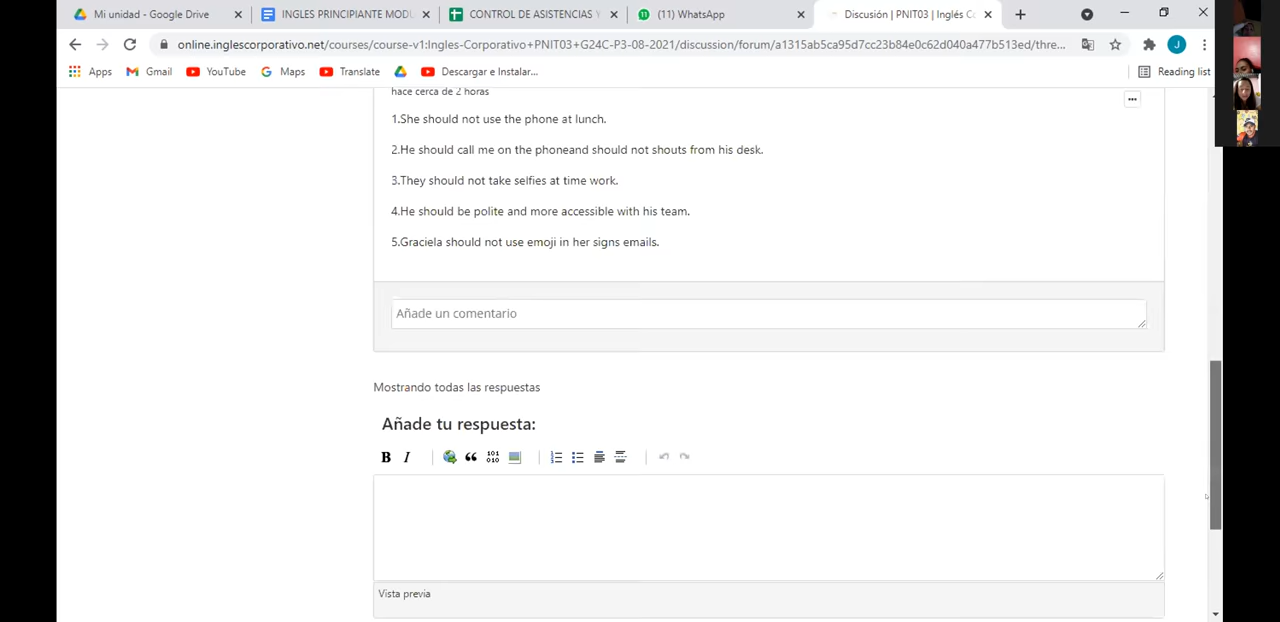 Mi unidad - Google Drive
INGLES PRINCIPIANTE MODU
CONTROL DE ASISTENCIAS Y
(11) WhatsApp
Discusión | PNIT03 | Inglés Co
online.inglescorporativo.net/courses/course-v1:Ingles-Corporativo+PNIT03+G24C-P3-08-2021/discussion/forum/a1315ab5ca95d7cc23b84e0c62d040a477b513ed/thre...
J
Apps
Gmail
YouTube
Maps
Translate
Descargar e Instalar...
Reading list
hace cerca de 2 horas
1.She should not use the phone at lunch.
2.He should call me on the phoneand should not shouts from his desk.
3.They should not take selfies at time work.
4.He should be polite and more accessible with his team.
5.Graciela should not use emoji in her signs emails.
Añade un comentario
Mostrando todas las respuestas
Añade tu respuesta:
B I
Vista previa